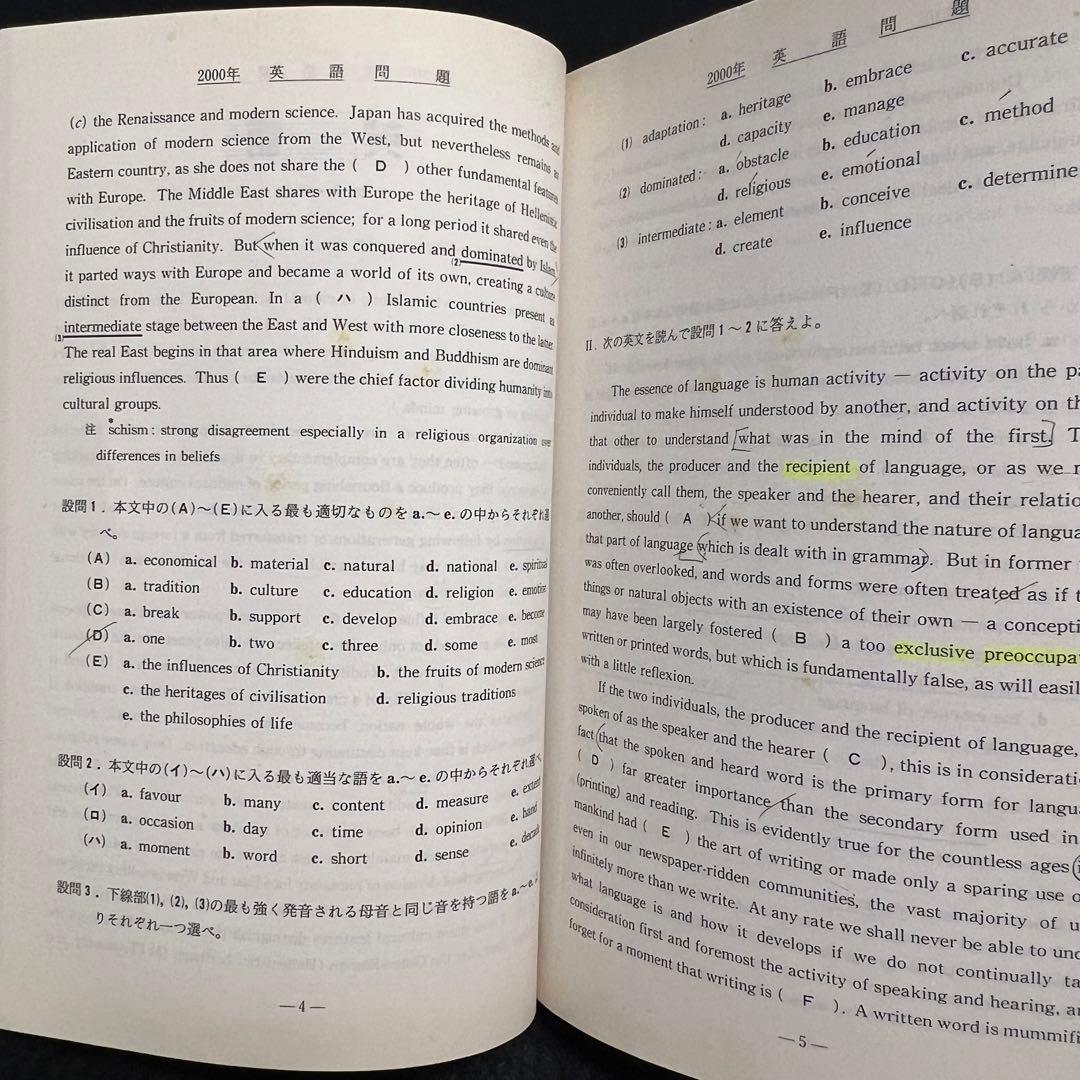 2000年 英 語 問 題
(c) the Renaissance and modern science. Japan has acquired the methods and
application of modern science from the West, but nevertheless remains an
Eastern country, as she does not share the ( D ) other fundamental features
with Europe. The Middle East shares with Europe the heritage of Hellenistic
civilisation and the fruits of modern science; for a long period it shared even the
influence of Christianity. But when it was conquered and dominated by Islam,
(2)
it parted ways with Europe and became a world of its own, creating a culture
distinct from the European. In a ( ハ ) Islamic countries present an
intermediate stage between the East and West with more closeness to the latter.
(3)
The real East begins in that area where Hinduism and Buddhism are dominant
religious influences. Thus ( E ) were the chief factor dividing humanity into
cultural groups.
注 *schism: strong disagreement especially in a religious organization over
differences in beliefs
設問1. 本文中の(A)~(E)に入る最も適切なものを a.~ e. の中からそれぞれ選
べ。
(A) a. economical b. material c. natural d. national e. spiritual
(B) a. tradition b. culture c. education d. religion e. emotion
(C) a. break b. support c. develop d. embrace e. become
(D) a. one b. two c. three d. some e. most
(E) a. the influences of Christianity b. the fruits of modern science
c. the heritages of civilisation d. religious traditions
e. the philosophies of life
設問2. 本文中の(イ)~(ハ)に入る最も適当な語を a.~ e. の中からそれぞれ選べ。
(イ) a. favour b. many c. content d. measure e. extent
(ロ) a. occasion b. day c. time d. opinion e. hand
(ハ) a. moment b. word c. short d. sense e. decade
設問3. 下線部(1), (2), (3)の最も強く発音される母音と同じ音を持つ語を a.~e. よ
りそれぞれ一つ選べ。
—4—
2000年 英 語 問 題
(1) adaptation: a. heritage b. embrace c. accurate
d. capacity e. manage
(2) dominated: a. obstacle b. education c. method
d. religious e. emotional
(3) intermediate: a. element b. conceive c. determine
d. create e. influence
II. 次の英文を読んで設問1~2に答えよ。
The essence of language is human activity — activity on the
individual to make himself understood by another, and activity on
that other to understand what was in the mind of the first.
individuals, the producer and the recipient of language, or as we
conveniently call them, the speaker and the hearer, and their
another, should ( A ) if we want to understand the nature of
that part of language which is dealt with in grammar. But in former
was often overlooked, and words and forms were often treated as if
things or natural objects with an existence of their own — a
may have been largely fostered ( B ) a too exclusive
written or printed words, but which is fundamentally false, as will
with a little reflexion.
If the two individuals, the producer and the recipient of language,
spoken of as the speaker and the hearer ( C ), this is in
fact that the spoken and heard word is the primary form for
( D ) far greater importance than the secondary form used in
(printing) and reading. This is evidently true for the countless ages
mankind had ( E ) the art of writing or made only a sparing use
even in our newspaper-ridden communities, the vast majority of
infinitely more than we write. At any rate we shall never be able to
what language is and how it develops if we do not continually
consideration first and foremost the activity of speaking and hearing,
forget for a moment that writing is ( F ). A written word is
—5—